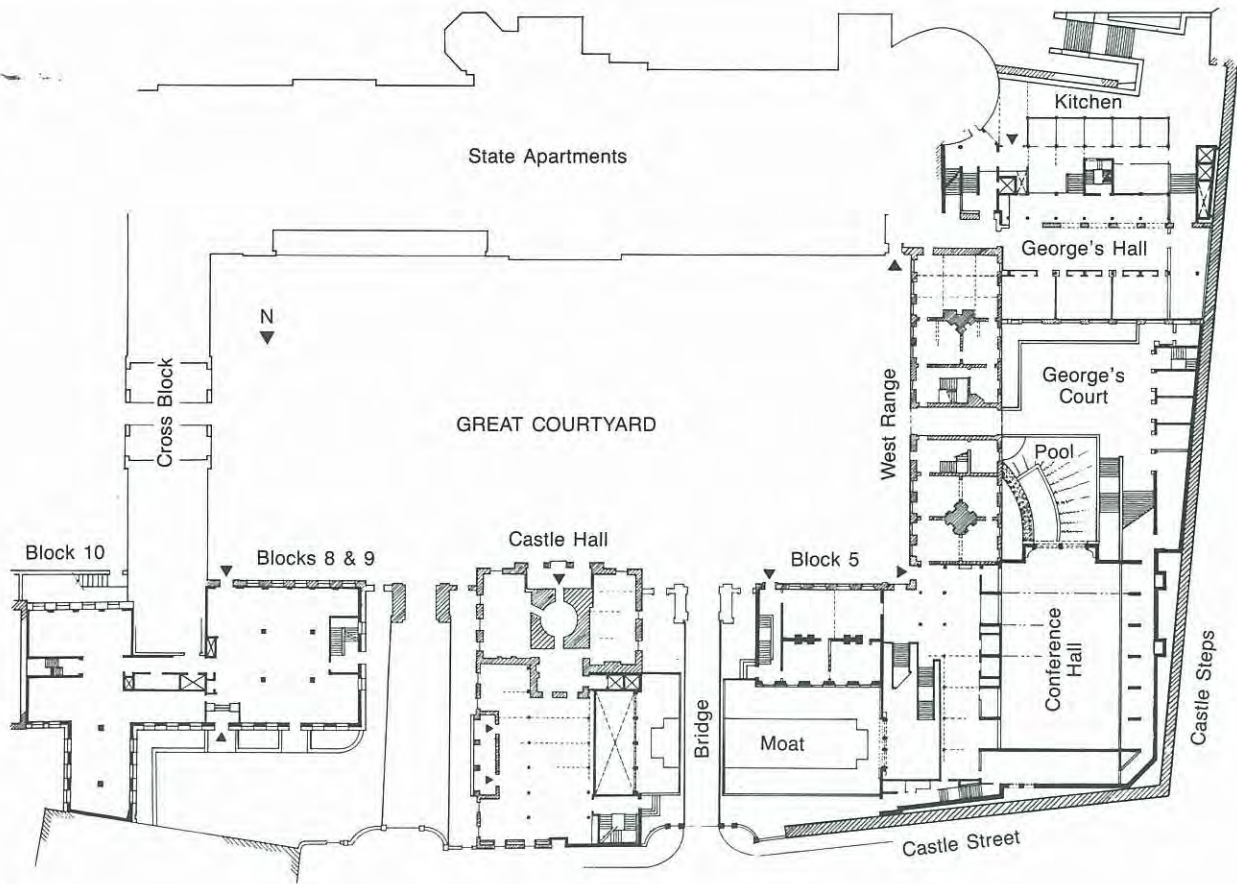 Kitchen
State Apartments
George's Hall
N
Cross Block
GREAT COURTYARD
West Range
George's
Court
Pool
Block 10
Blocks 8 & 9
Castle Hall
Block 5
Conference
Hall
Castle Steps
Bridge
Moat
Castle Street